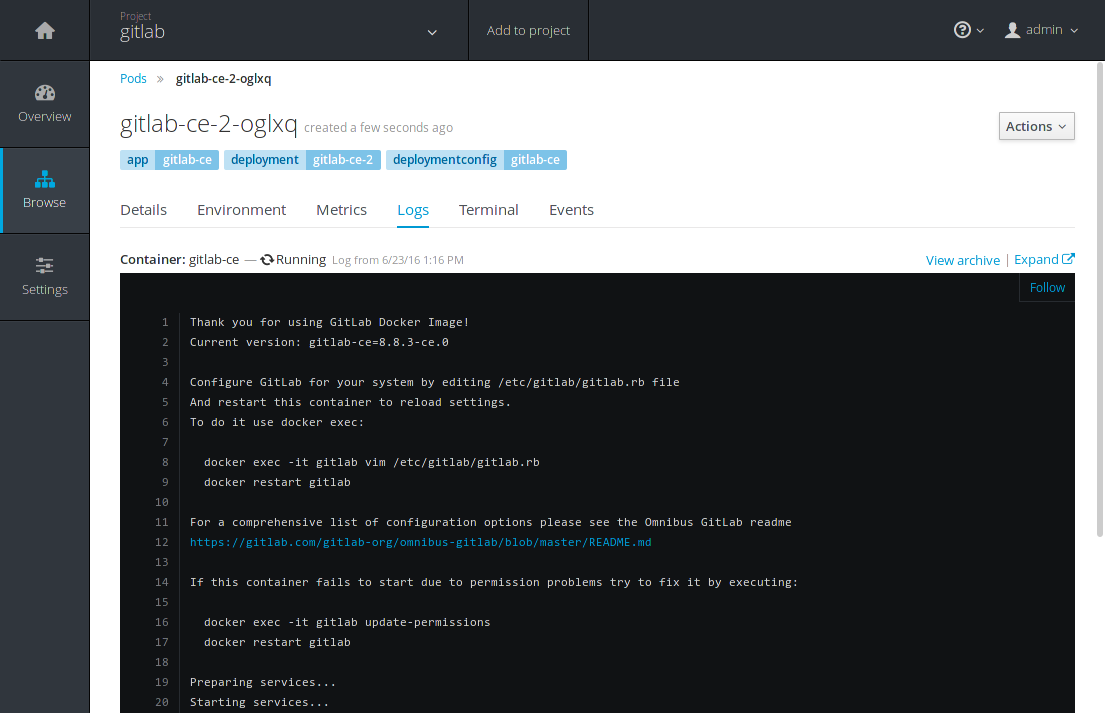 Project
gitlab
Add to project
admin
Overview
Browse
Settings
Pods » gitlab-ce-2-oglxq
gitlab-ce-2-oglxq created a few seconds ago
Actions
app gitlab-ce deployment gitlab-ce-2 deploymentconfig gitlab-ce
Details Environment Metrics Logs Terminal Events
Container: gitlab-ce — Running Log from 6/23/16 1:16 PM
View archive | Expand
Follow
1 Thank you for using GitLab Docker Image!
2 Current version: gitlab-ce=8.8.3-ce.0
3
4 Configure GitLab for your system by editing /etc/gitlab/gitlab.rb file
5 And restart this container to reload settings.
6 To do it use docker exec:
7
8 docker exec -it gitlab vim /etc/gitlab/gitlab.rb
9 docker restart gitlab
10
11 For a comprehensive list of configuration options please see the Omnibus GitLab readme
12 https://gitlab.com/gitlab-org/omnibus-gitlab/blob/master/README.md
13
14 If this container fails to start due to permission problems try to fix it by executing:
15
16 docker exec -it gitlab update-permissions
17 docker restart gitlab
18
19 Preparing services...
20 Starting services...